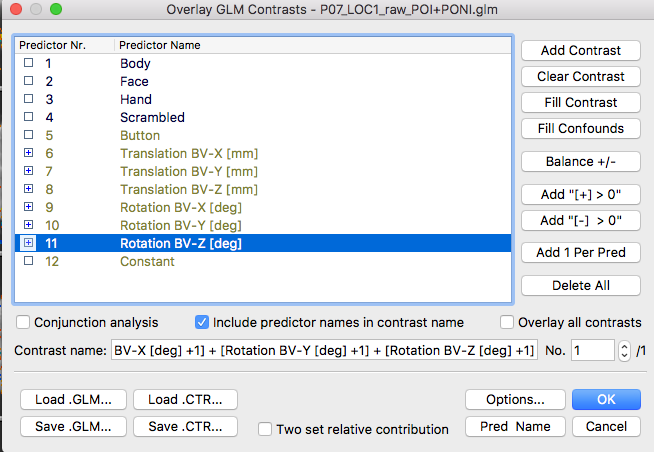 Overlay GLM Contrasts - P07_LOC1_raw_POI+PONI.glm
Predictor Nr. Predictor Name
1 Body
2 Face
3 Hand
4 Scrambled
5 Button
6 Translation BV-X [mm]
7 Translation BV-Y [mm]
8 Translation BV-Z [mm]
9 Rotation BV-X [deg]
10 Rotation BV-Y [deg]
11 Rotation BV-Z [deg]
12 Constant
Add Contrast
Clear Contrast
Fill Contrast
Fill Confounds
Balance +/-
Add "[+] > 0"
Add "[-] > 0"
Add 1 Per Pred
Delete All
Conjunction analysis Include predictor names in contrast name Overlay all contrasts
Contrast name: BV-X [deg] +1] + [Rotation BV-Y [deg] +1] + [Rotation BV-Z [deg] +1] No. 1 /1
Load .GLM... Load .CTR... Options... OK
Save .GLM... Save .CTR... Two set relative contribution Pred Name Cancel